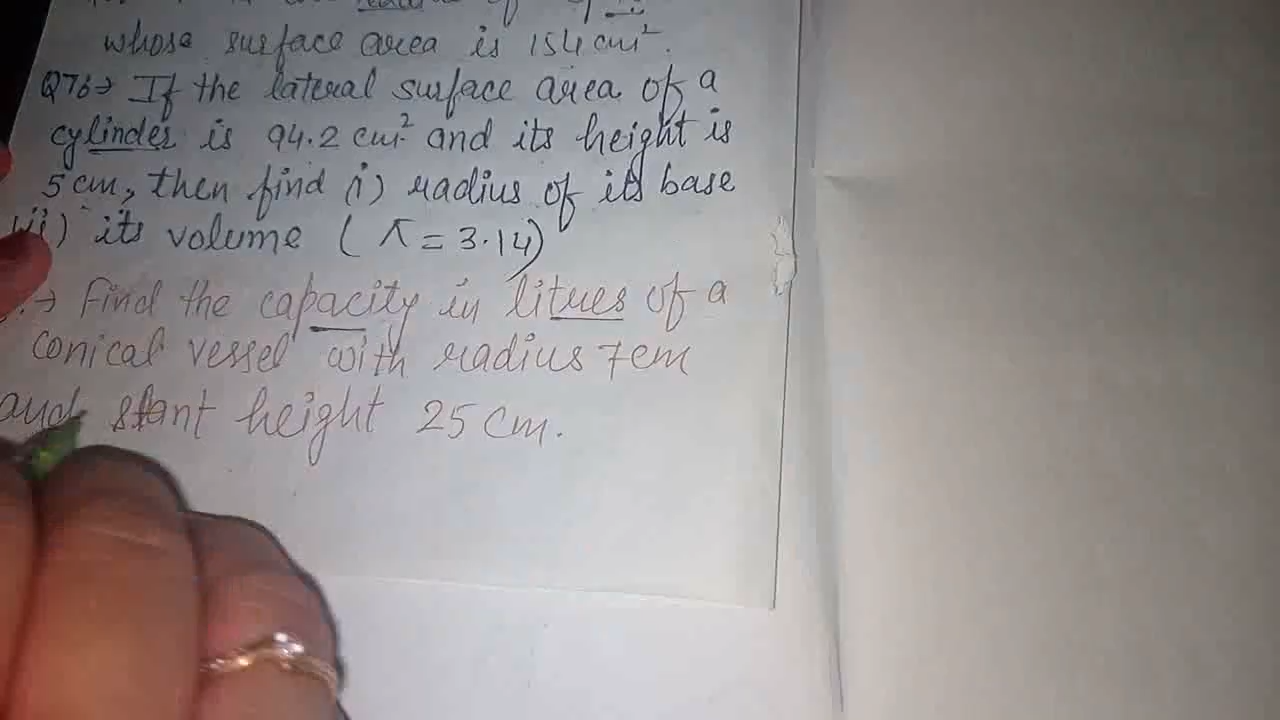 whose surface area is 154 cm².
Q76→ If the lateral surface area of a
cylinder is 94.2 cm² and its height is
5 cm, then find (i) radius of its base
ii) its volume ( π = 3.14)
→ Find the capacity in litres of a
conical vessel with radius 7cm
and slant height 25 cm.